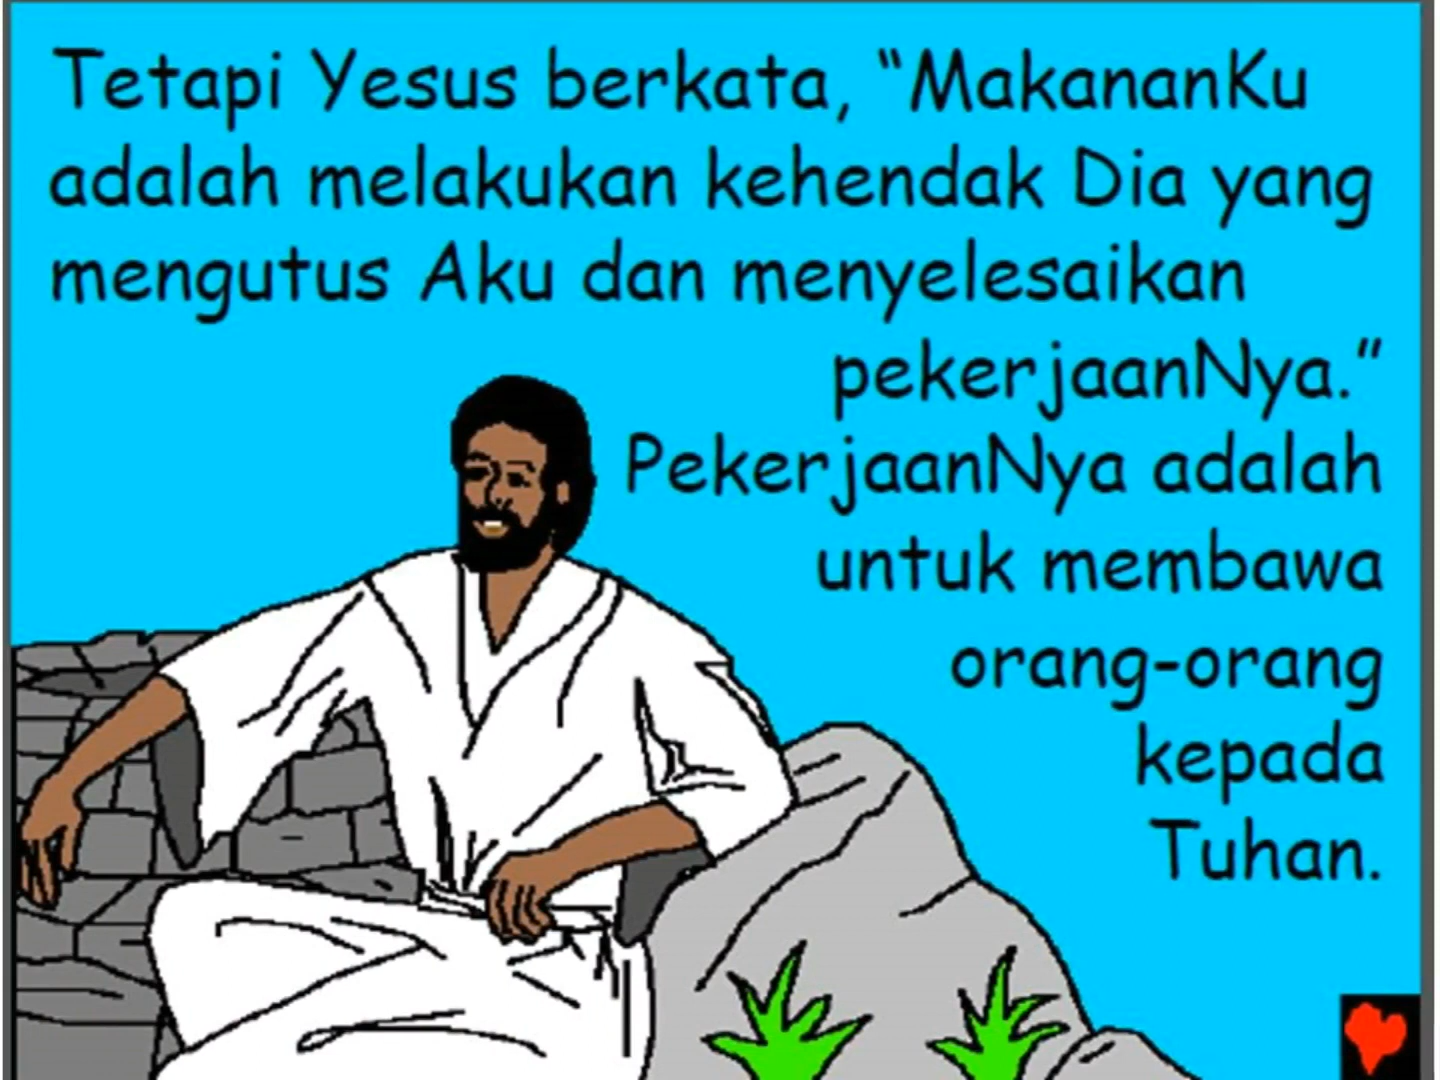 Tetapi Yesus berkata, “MakananKu
adalah melakukan kehendak Dia yang
mengutus Aku dan menyelesaikan
pekerjaanNya.”
PekerjaanNya adalah
untuk membawa
orang-orang
kepada
Tuhan.